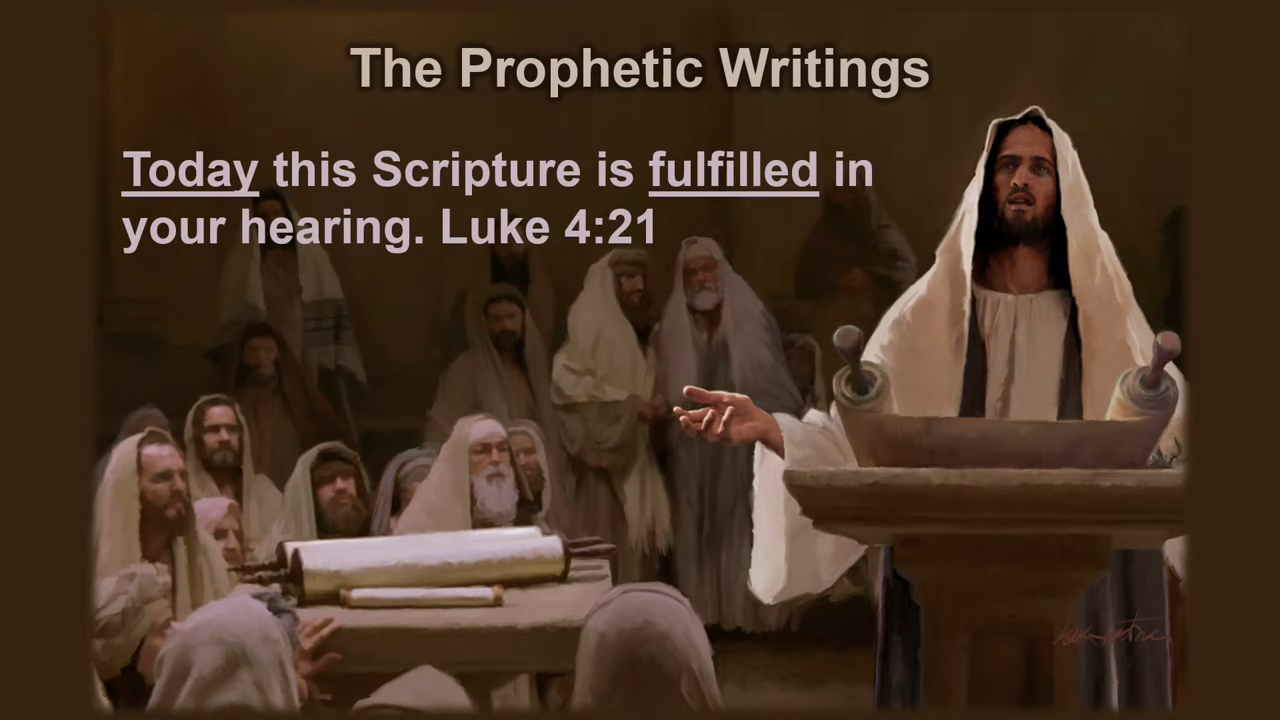 The Prophetic Writings
Today this Scripture is fulfilled in
your hearing. Luke 4:21